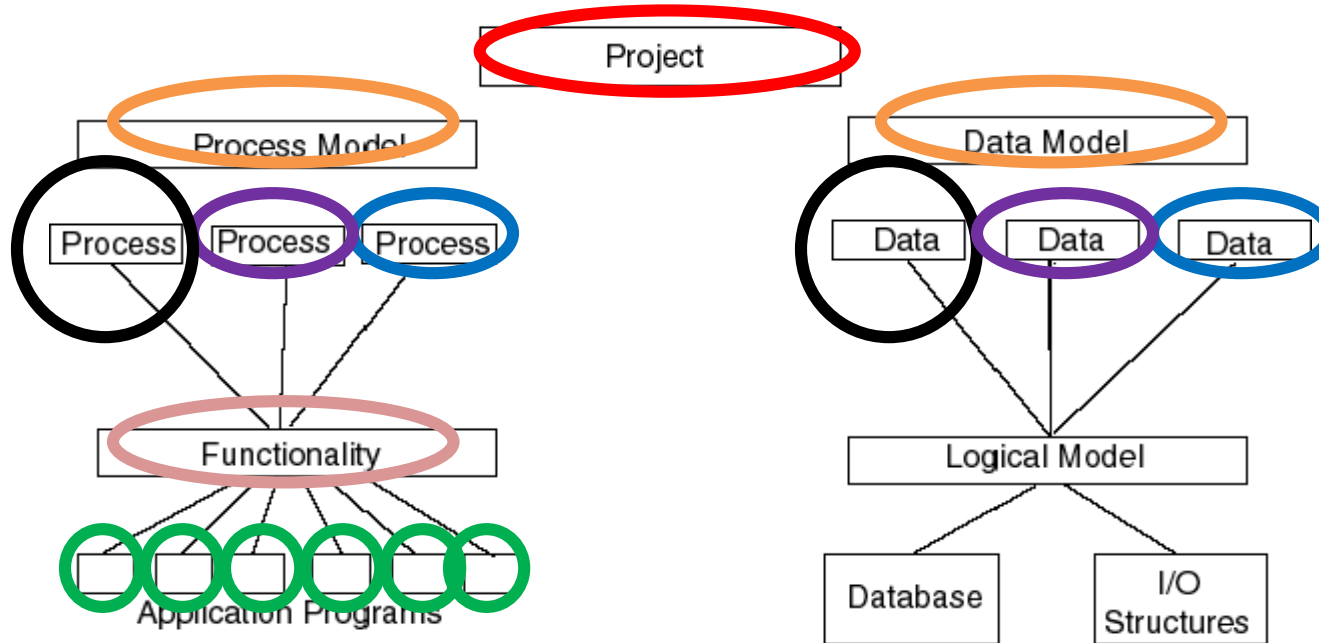 Project
Process Model
Data Model
Process
Process
Process
Data
Data
Data
Functionality
Logical Model
Application Programs
Database
I/O
Structures